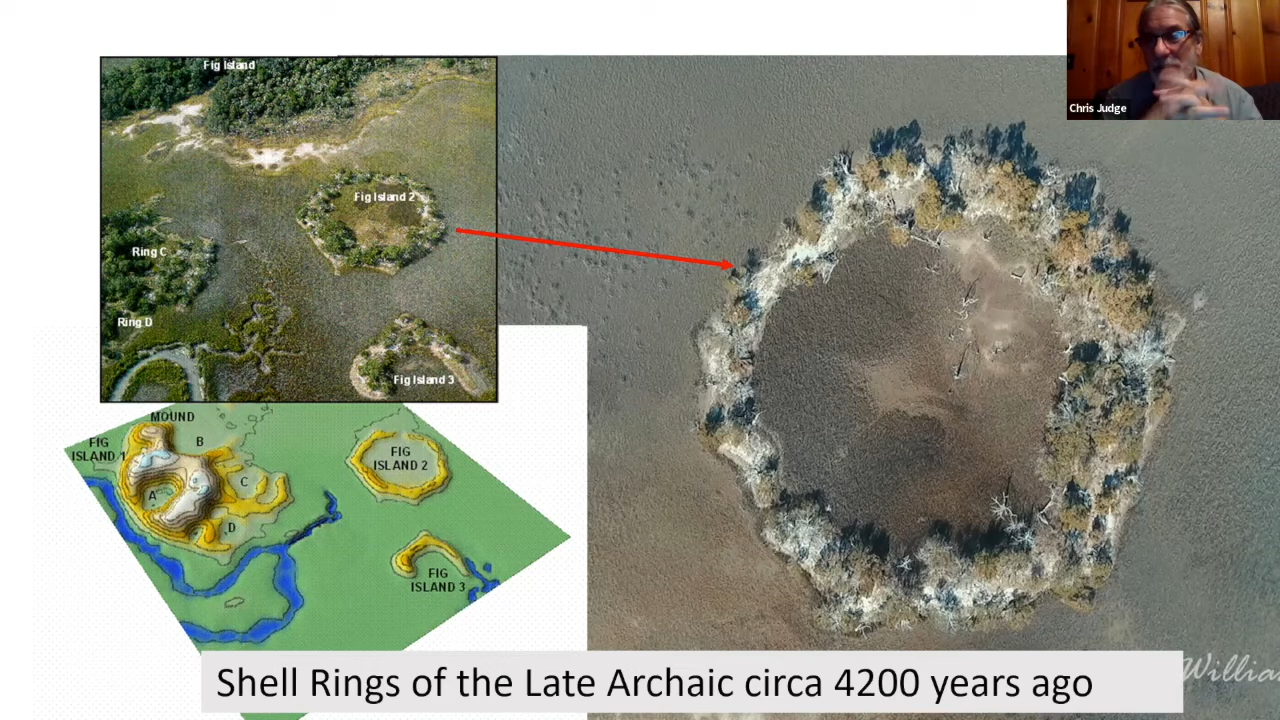 Fig Island
Fig Island 2
Ring C
Ring D
Fig Island 3
Chris Judge
MOUND
FIG
ISLAND 1
B
A
C
D
FIG
ISLAND 2
FIG
ISLAND 3
Shell Rings of the Late Archaic circa 4200 years ago